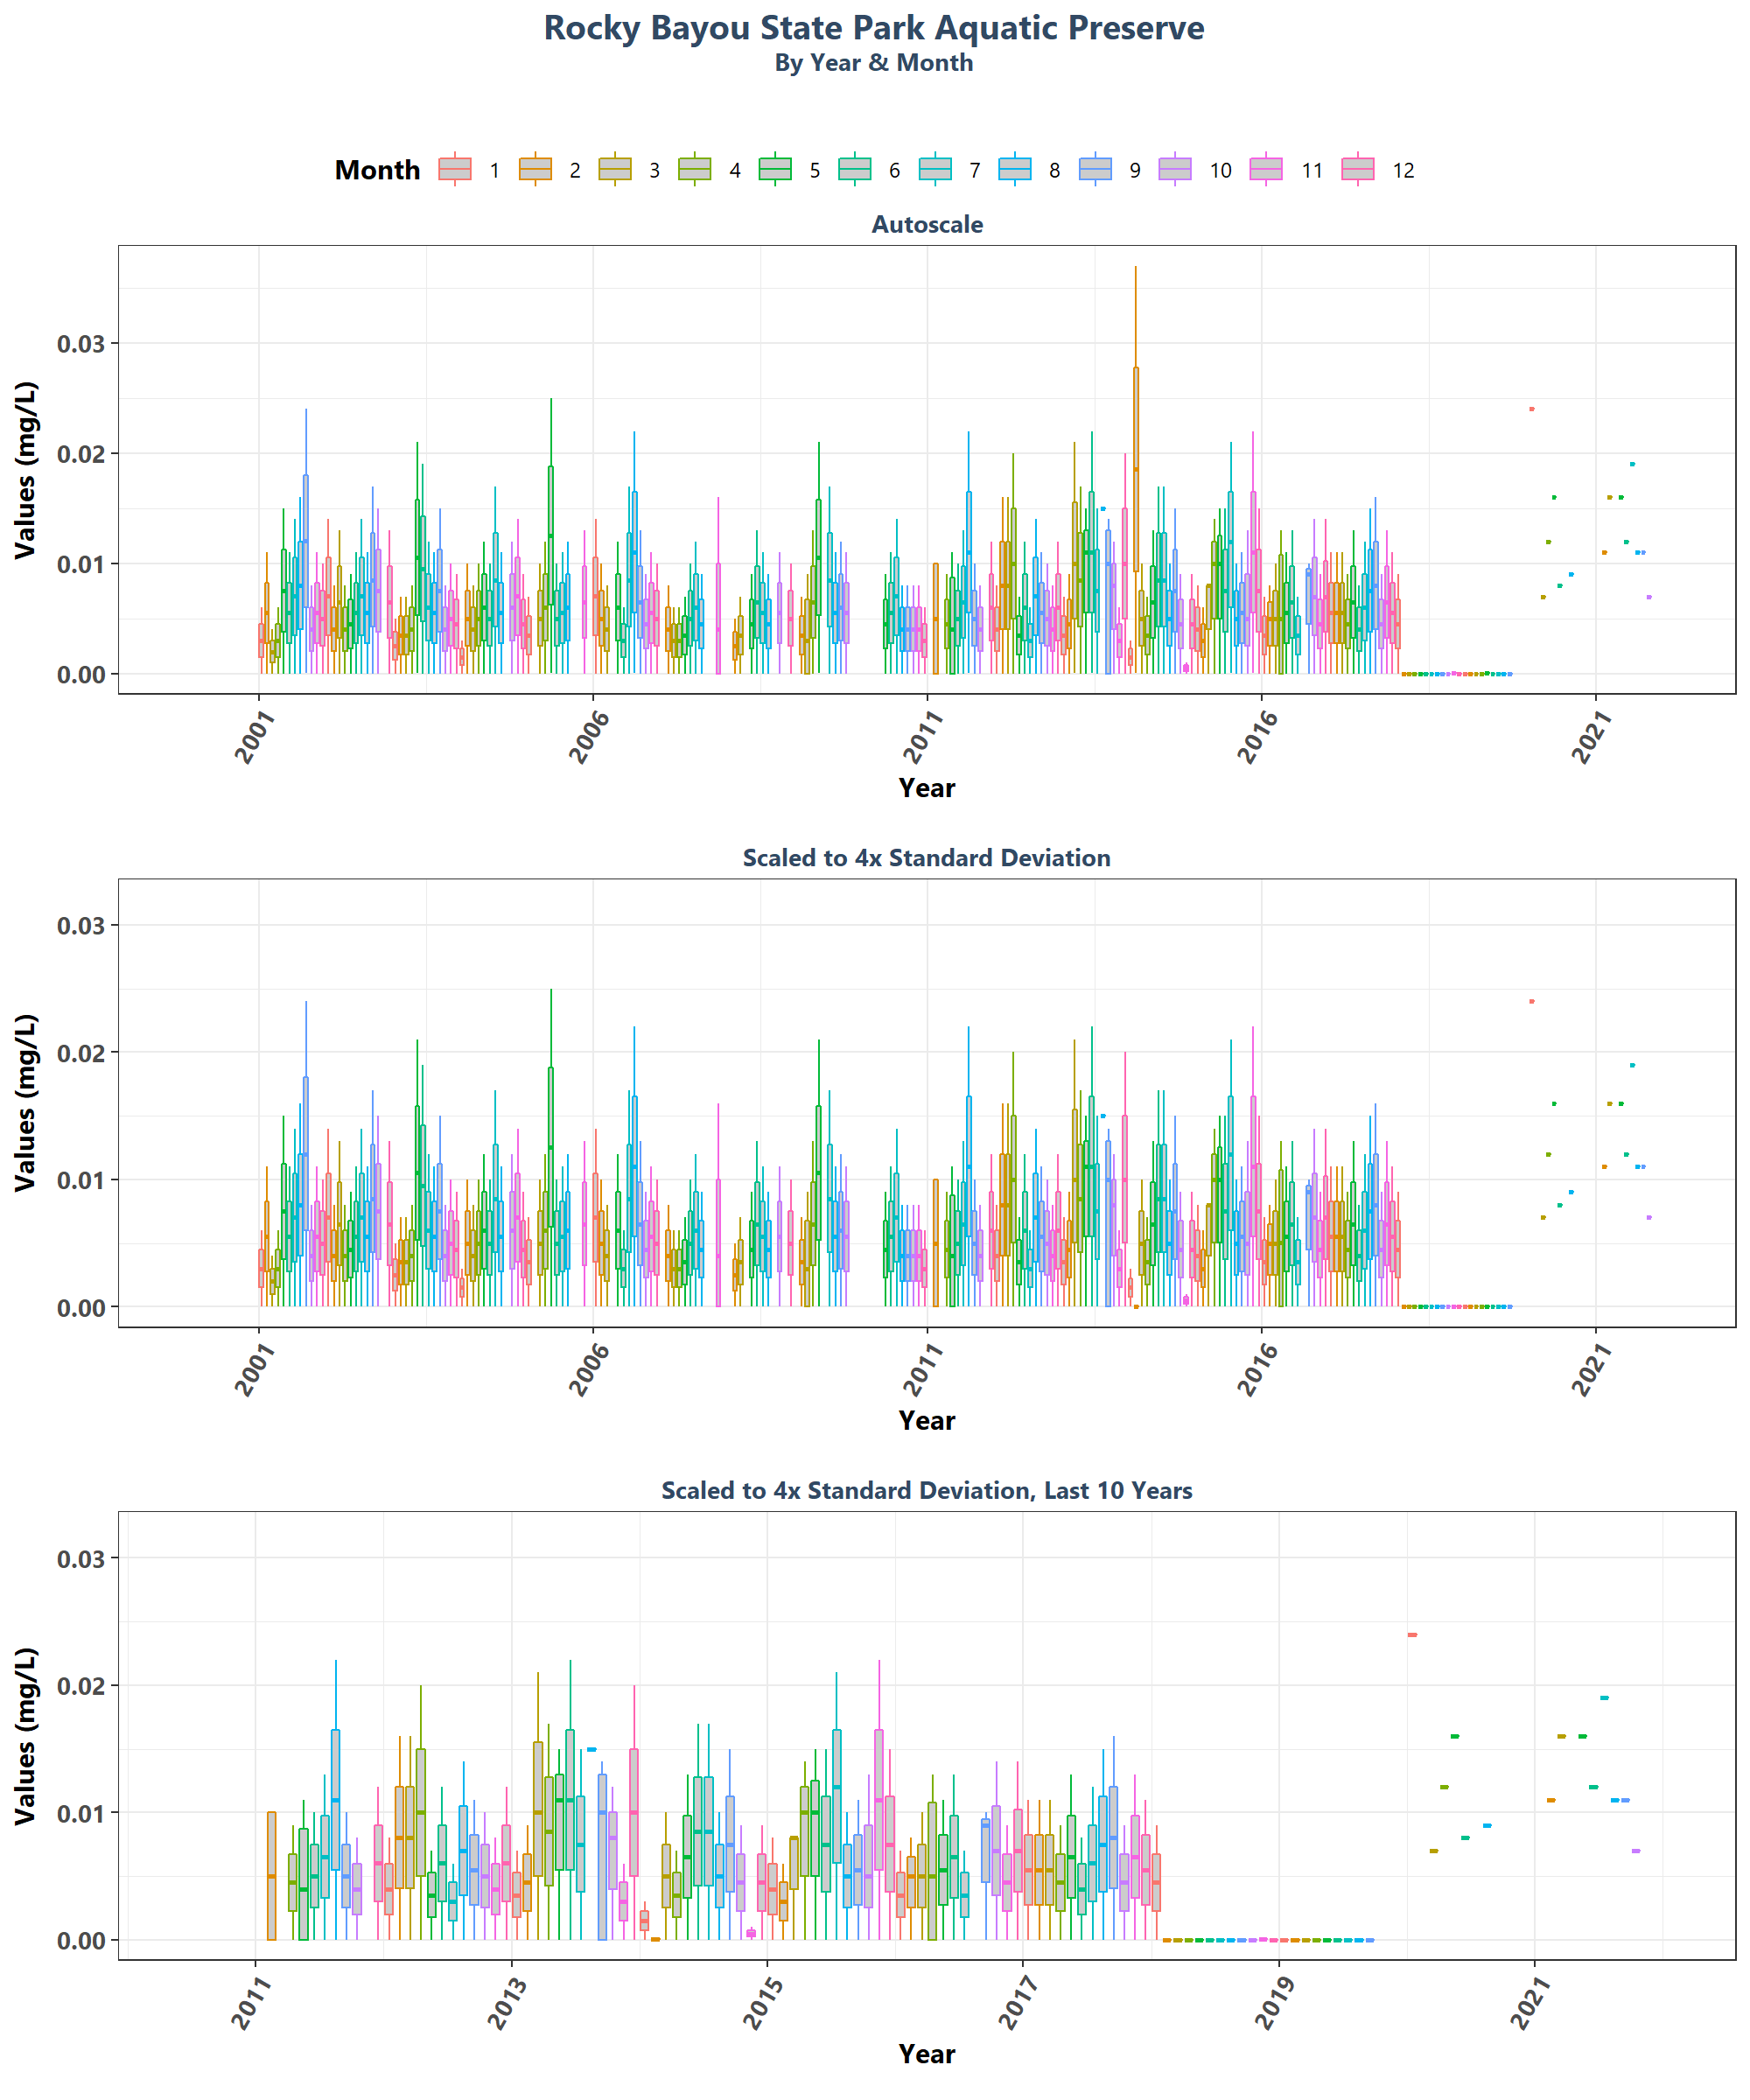 Rocky Bayou State Park Aquatic Preserve
By Year & Month
Month 1 2 3 4 5 6 7 8 9 10 11 12
Autoscale
Values (mg/L)
0.03
0.02
0.01
0.00
2001 2006 2011 2016 2021
Year
Scaled to 4x Standard Deviation
Values (mg/L)
0.03
0.02
0.01
0.00
2001 2006 2011 2016 2021
Year
Scaled to 4x Standard Deviation, Last 10 Years
Values (mg/L)
0.03
0.02
0.01
0.00
2011 2013 2015 2017 2019 2021
Year